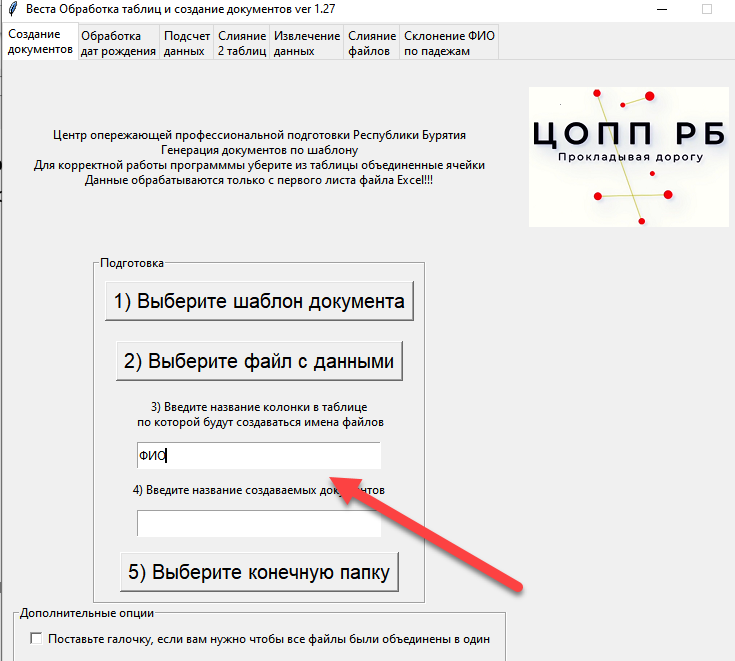 Веста Обработка таблиц и создание документов ver 1.27
Создание
документов
Обработка
дат рождения
Подсчет
данных
Слияние
2 таблиц
Извлечение
данных
Слияние
файлов
Склонение ФИО
по падежам
Центр опережающей профессиональной подготовки Республики Бурятия
Генерация документов по шаблону
Для корректной работы программмы уберите из таблицы объединенные ячейки
Данные обрабатываются только с первого листа файла Excel!!!
ЦОПП РБ
Прокладывая дорогу
Подготовка
1) Выберите шаблон документа
2) Выберите файл с данными
3) Введите название колонки в таблице
по которой будут создаваться имена файлов
ФИО
4) Введите название создаваемых документов
5) Выберите конечную папку
Дополнительные опции
Поставьте галочку, если вам нужно чтобы все файлы были объединены в один